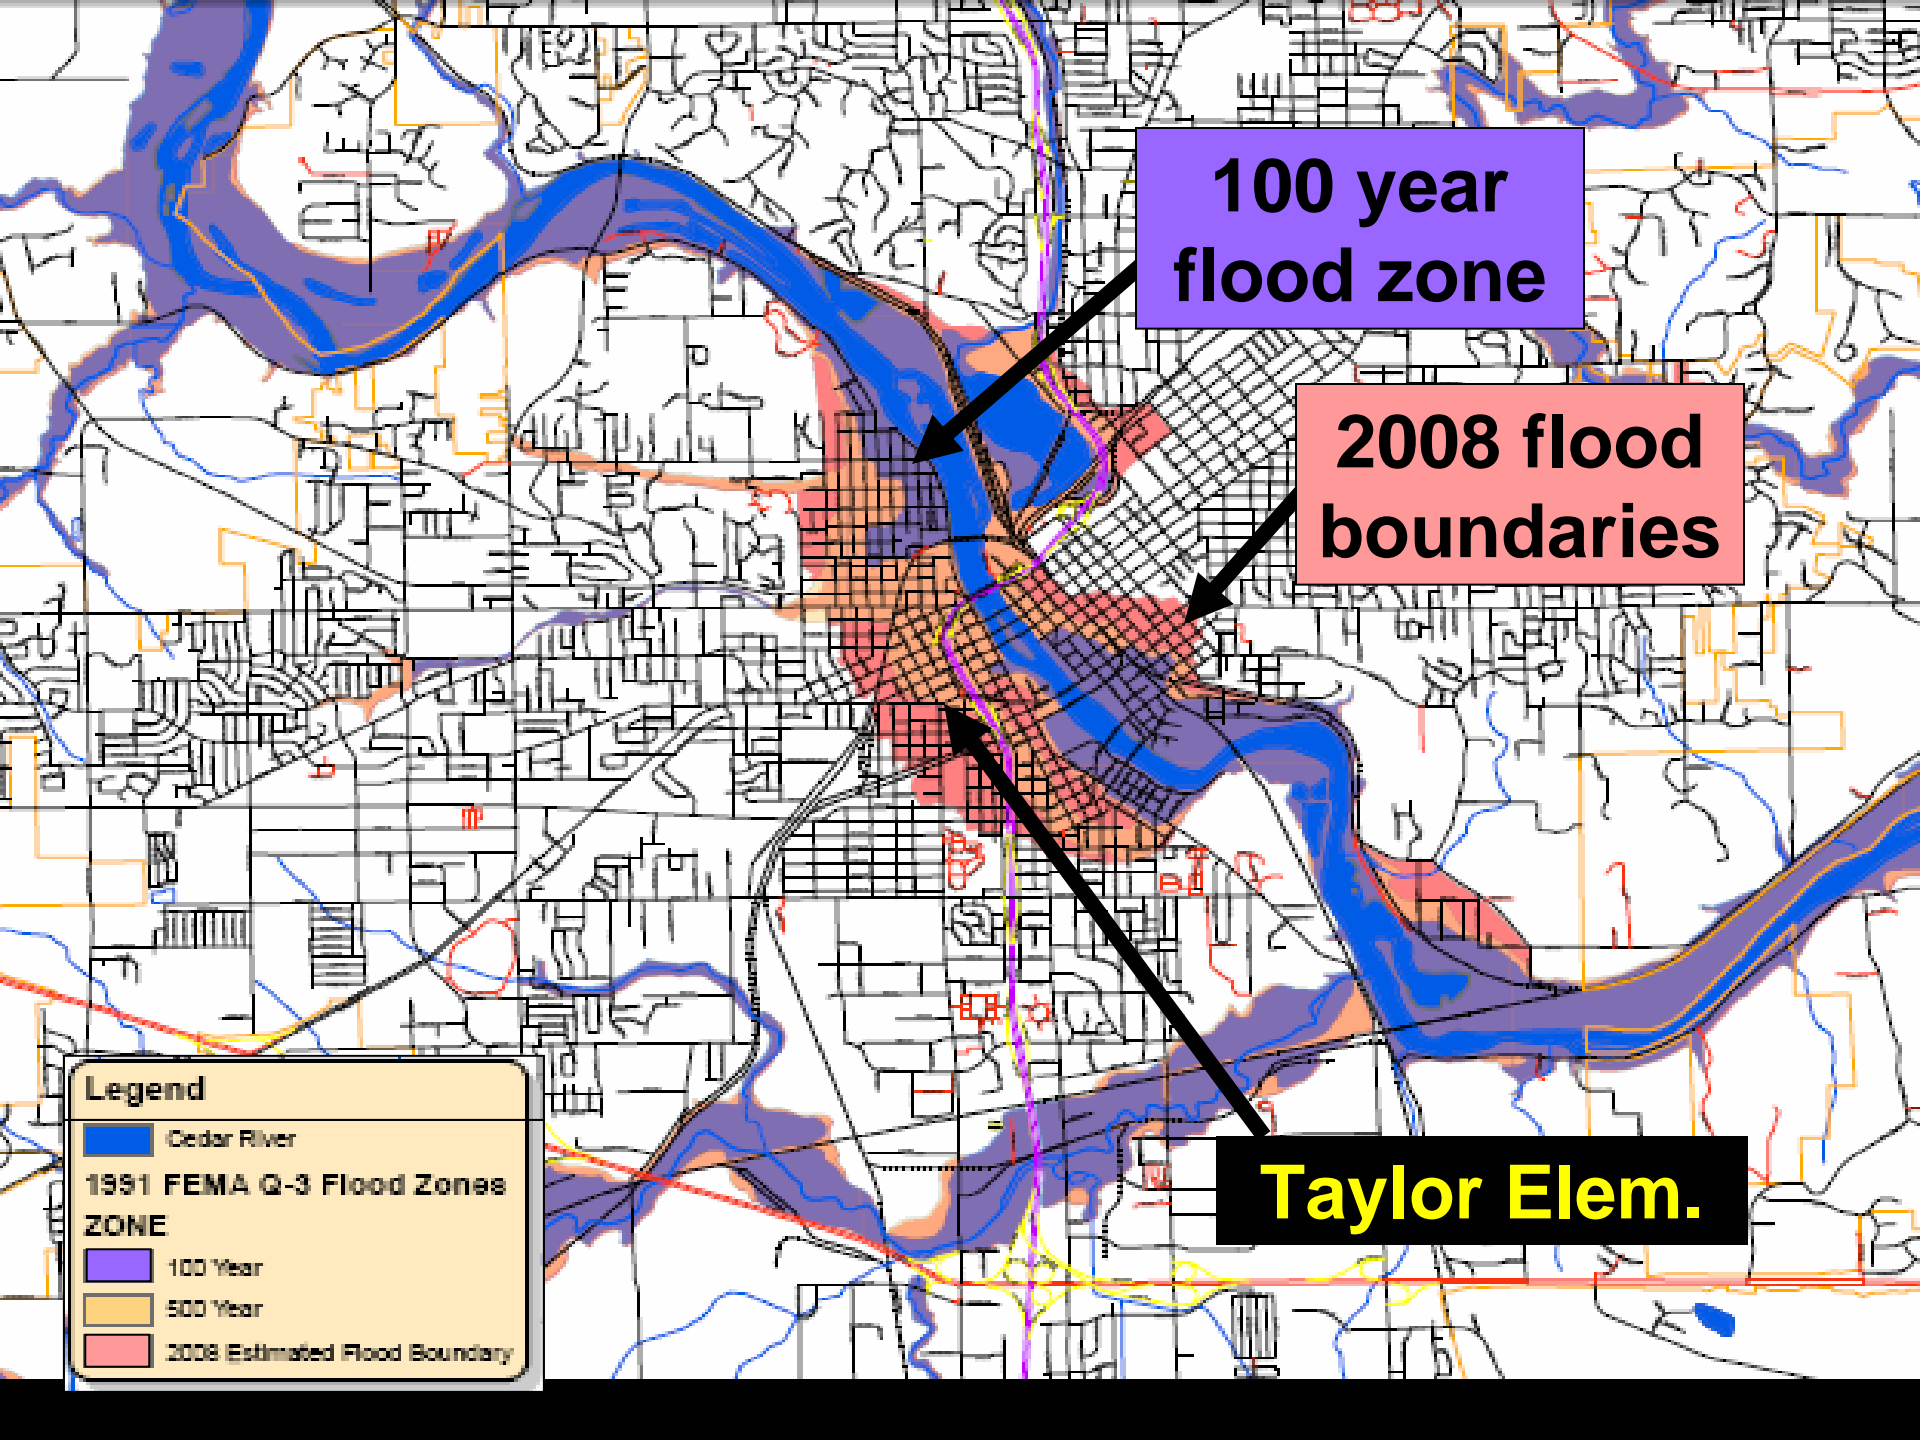 100 year
flood zone
2008 flood
boundaries
Taylor Elem.
Legend
Cedar River
1991 FEMA Q-3 Flood Zones
ZONE
100 Year
500 Year
2008 Estimated Flood Boundary